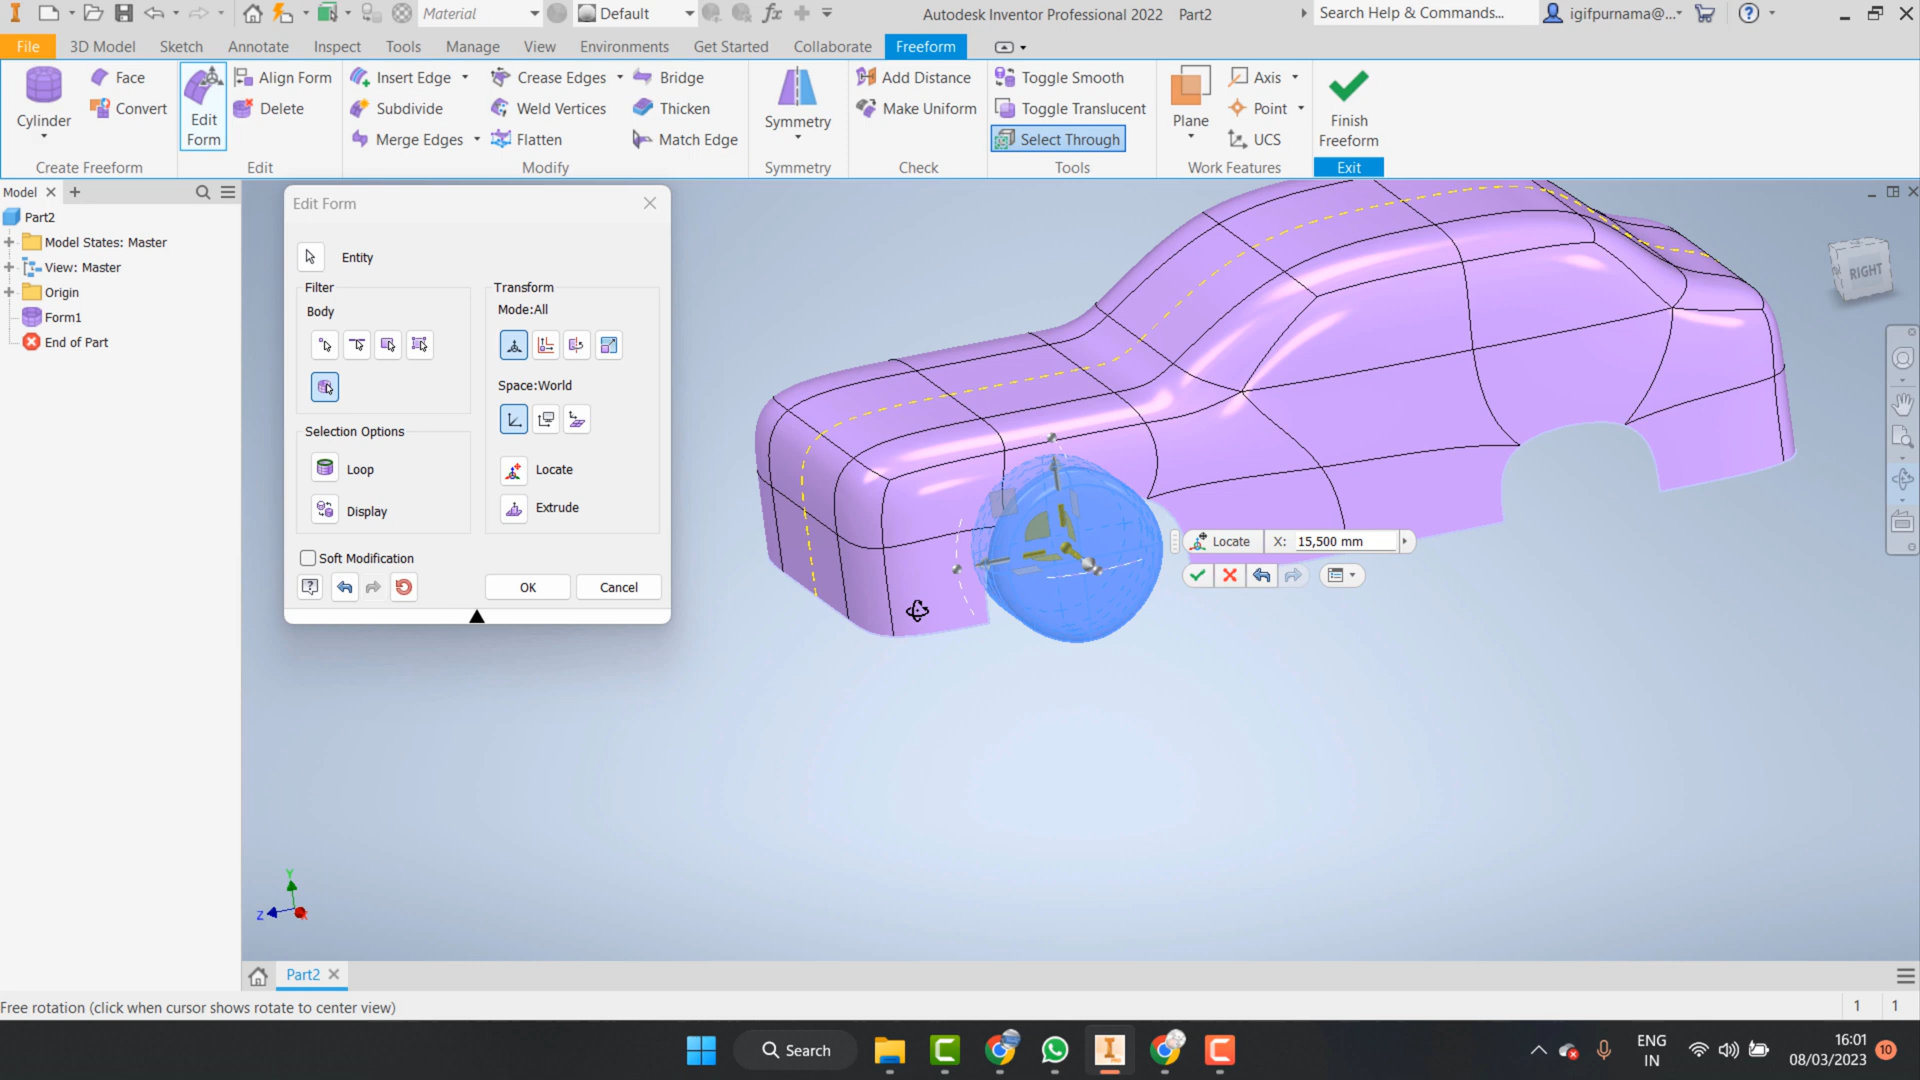 Material
Default
fx
Autodesk Inventor Professional 2022 Part2
Search Help & Commands...
igifpurnama@...
File
3D Model
Sketch
Annotate
Inspect
Tools
Manage
View
Environments
Get Started
Collaborate
Freeform
Cylinder
Face
Convert
Create Freeform
Edit
Form
Align Form
Delete
Edit
Insert Edge
Subdivide
Merge Edges
Crease Edges
Weld Vertices
Flatten
Bridge
Thicken
Match Edge
Modify
Symmetry
Symmetry
Add Distance
Make Uniform
Check
Toggle Smooth
Toggle Translucent
Select Through
Tools
Plane
Axis
Point
UCS
Work Features
Finish
Freeform
Exit
Model
Part2
Model States: Master
View: Master
Origin
Form1
End of Part
Edit Form
Entity
Filter
Body
Selection Options
Loop
Display
Transform
Mode:All
Space:World
Locate
Extrude
Soft Modification
OK
Cancel
RIGHT
Locate
X: 15,500 mm
Y
Z
Part2
Free rotation (click when cursor shows rotate to center view)
1 1
Search
ENG
IN
16:01
08/03/2023
10